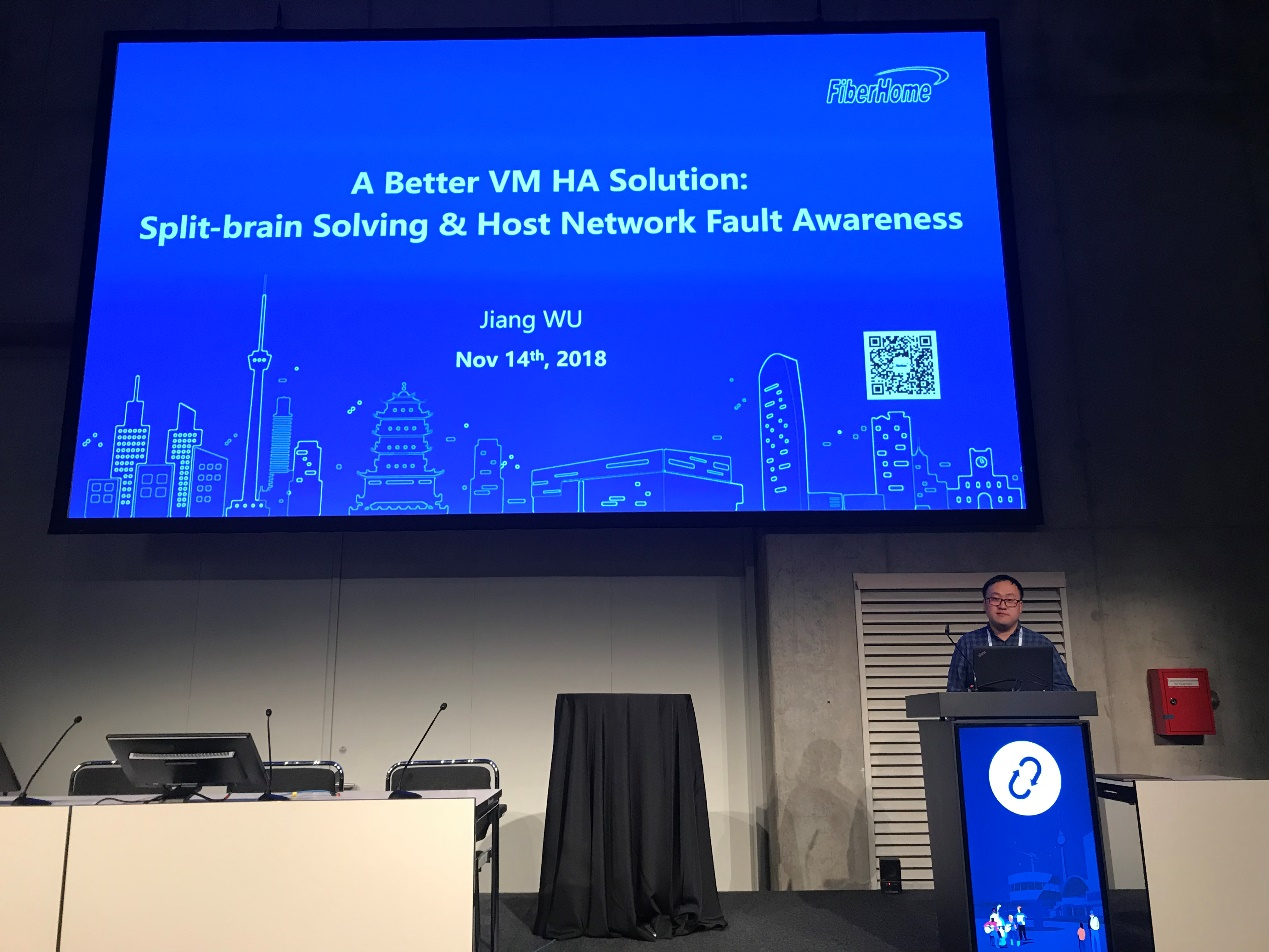 FiberHome
A Better VM HA Solution:
Split-brain Solving & Host Network Fault Awareness
Jiang WU
Nov 14th, 2018